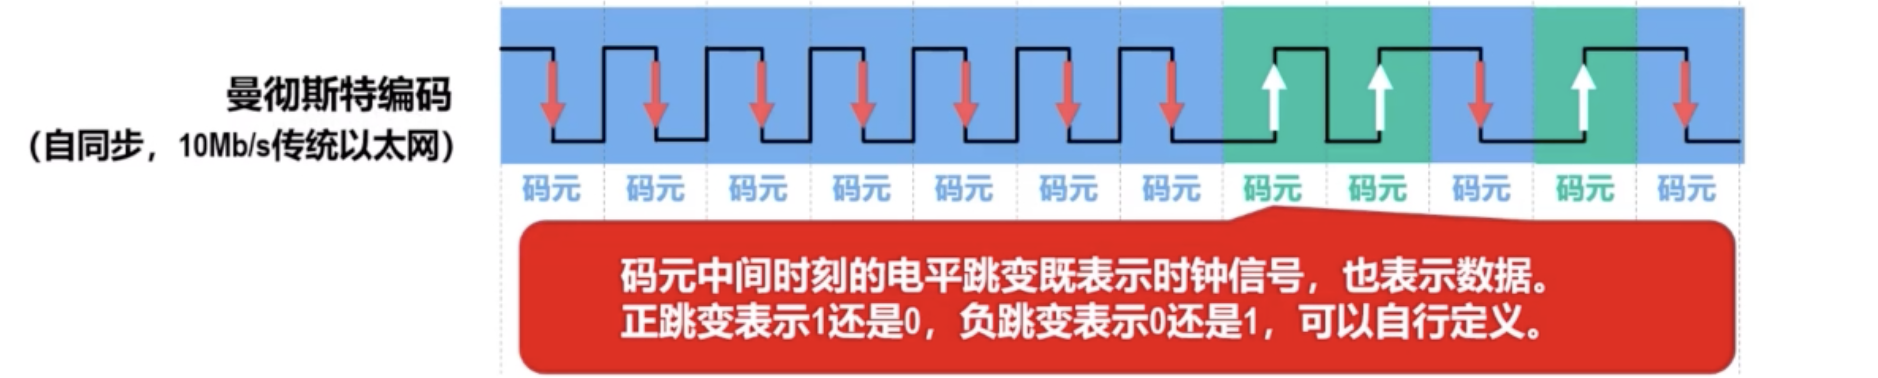 曼彻斯特编码
（自同步，10Mb/s传统以太网）
码元 码元 码元 码元 码元 码元 码元 码元 码元 码元 码元 码元
码元中间时刻的电平跳变既表示时钟信号，也表示数据。
正跳变表示1还是0，负跳变表示0还是1，可以自行定义。